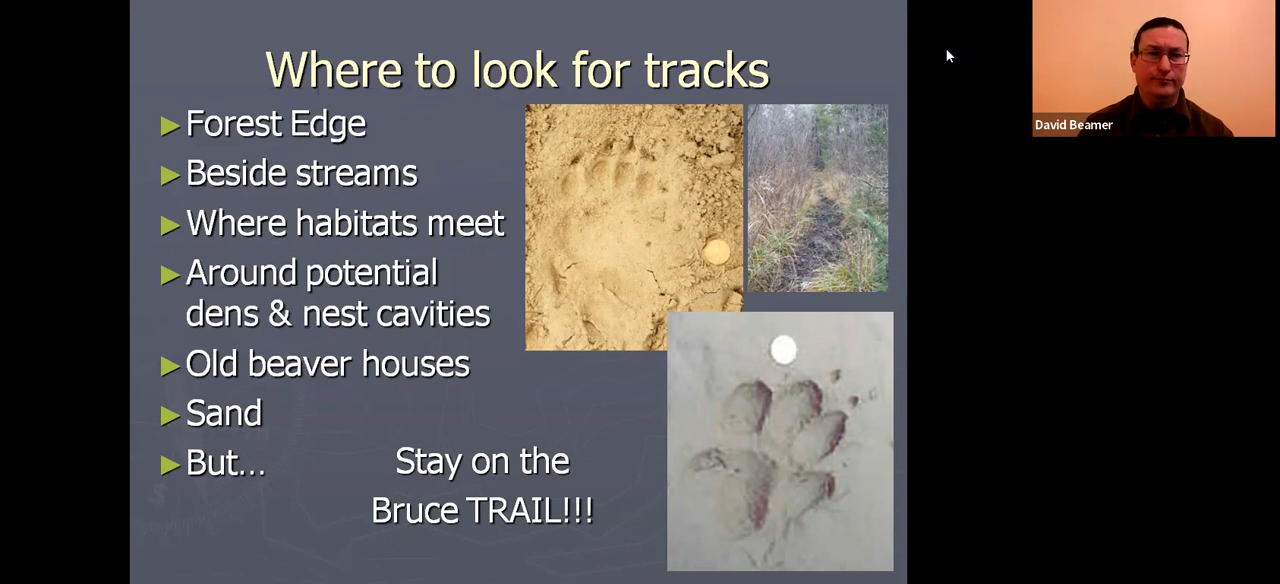 Where to look for tracks
Forest Edge
Beside streams
Where habitats meet
Around potential
dens & nest cavities
Old beaver houses
Sand
But...
Stay on the
Bruce TRAIL!!!
David Beamer